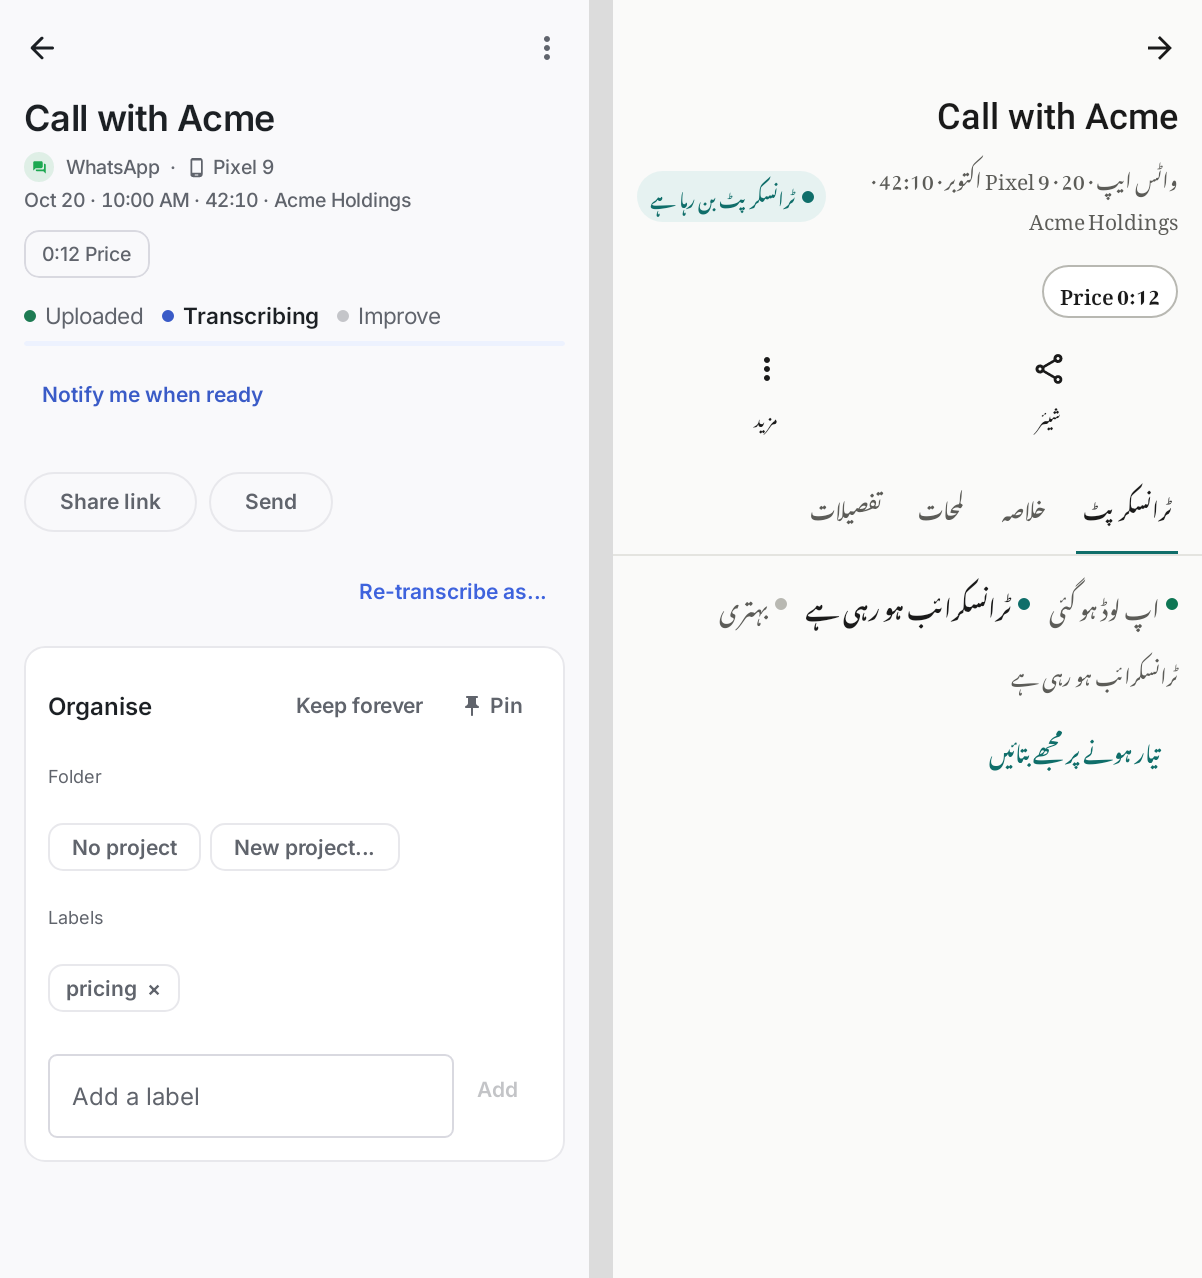 Call with Acme
WhatsApp · Pixel 9
Oct 20 · 10:00 AM · 42:10 · Acme Holdings
0:12 Price
Uploaded Transcribing Improve
Notify me when ready
Share link Send
Re-transcribe as...
Organise Keep forever Pin
Folder
No project New project...
Labels
pricing ×
Add a label Add
Call with Acme
واٹس ایپ · Pixel 9 · 20 اکتوبر · 42:10 ·
Acme Holdings
ٹرانسکرپٹ بن رہا ہے
Price 0:12
شیئر مزید
ٹرانسکرپٹ خلاصہ لمحات تفصیلات
اپ لوڈ ہو گئی ٹرانسکرائب ہو رہی ہے بہتری
ٹرانسکرائب ہو رہی ہے
تیار ہونے پر مجھے بتائیں